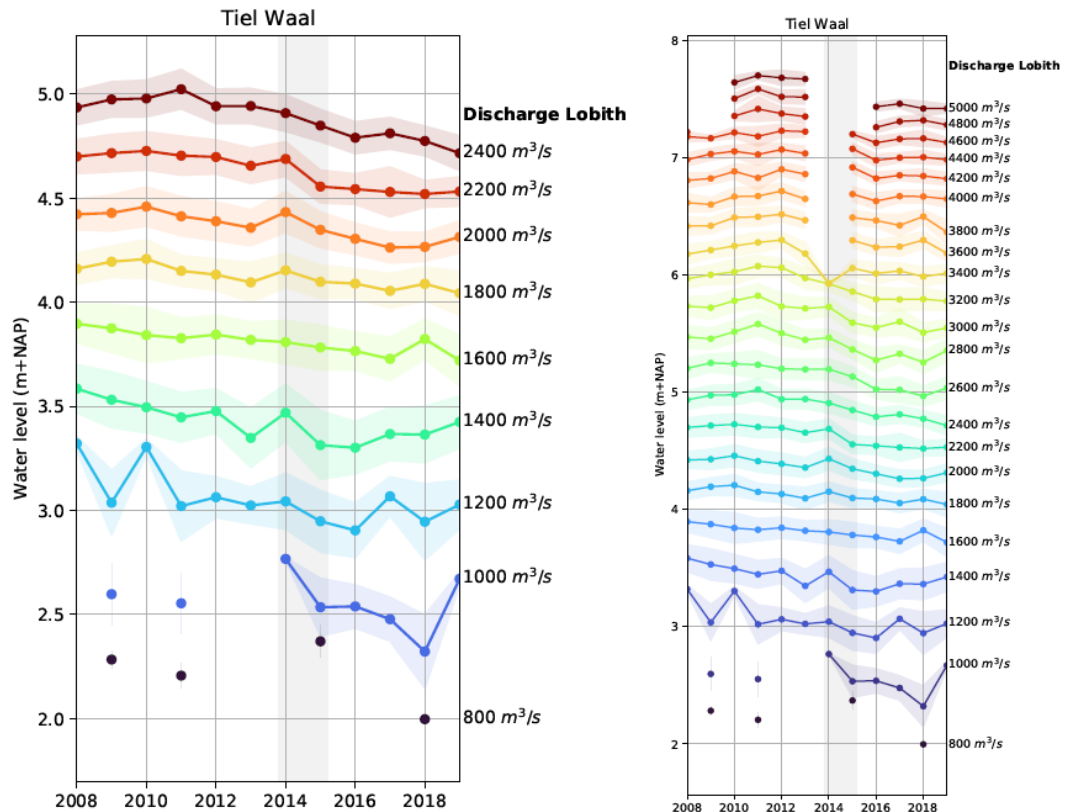 Tiel Waal
5.0
4.5
4.0
3.5
3.0
2.5
2.0
Water level (m+NAP)
2008 2010 2012 2014 2016 2018
Discharge Lobith
2400 m³/s
2200 m³/s
2000 m³/s
1800 m³/s
1600 m³/s
1400 m³/s
1200 m³/s
1000 m³/s
800 m³/s
Tiel Waal
8
7
6
5
4
3
2
Water level (m+NAP)
2008 2010 2012 2014 2016 2018
Discharge Lobith
5000 m³/s
4800 m³/s
4600 m³/s
4400 m³/s
4200 m³/s
4000 m³/s
3800 m³/s
3600 m³/s
3400 m³/s
3200 m³/s
3000 m³/s
2800 m³/s
2600 m³/s
2400 m³/s
2200 m³/s
2000 m³/s
1800 m³/s
1600 m³/s
1400 m³/s
1200 m³/s
1000 m³/s
800 m³/s